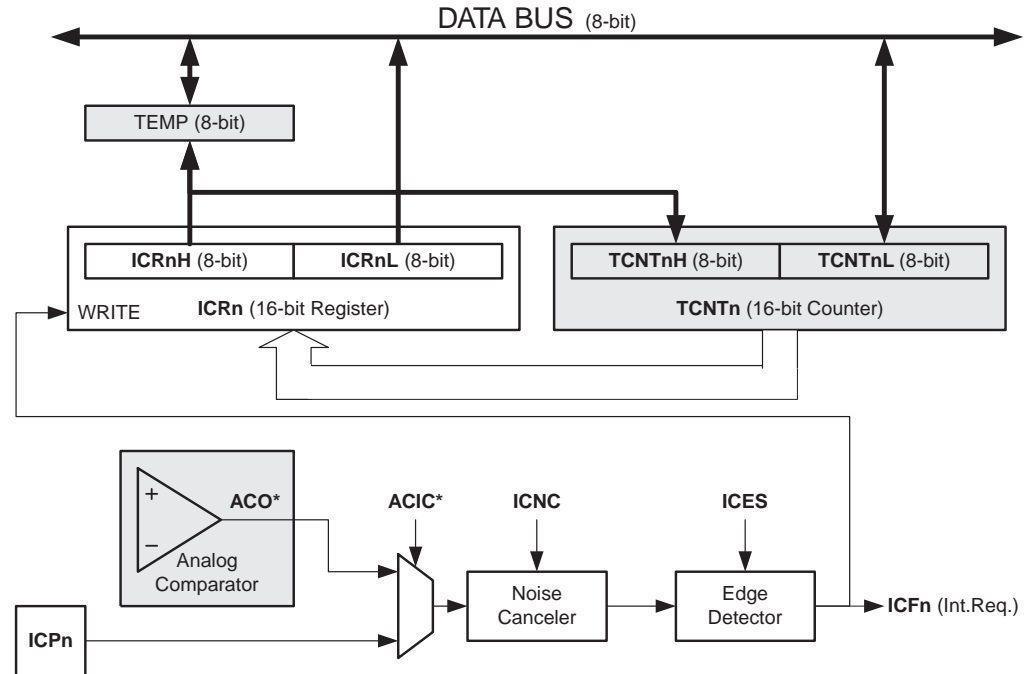 DATA BUS (8-bit)
TEMP (8-bit)
ICRnH (8-bit)
ICRnL (8-bit)
TCNTnH (8-bit)
TCNTnL (8-bit)
WRITE
ICRn (16-bit Register)
TCNTn (16-bit Counter)
+
ACO*
ACIC*
ICNC
ICES
−
Analog
Comparator
Noise
Canceler
Edge
Detector
ICFn (Int.Req.)
ICPn